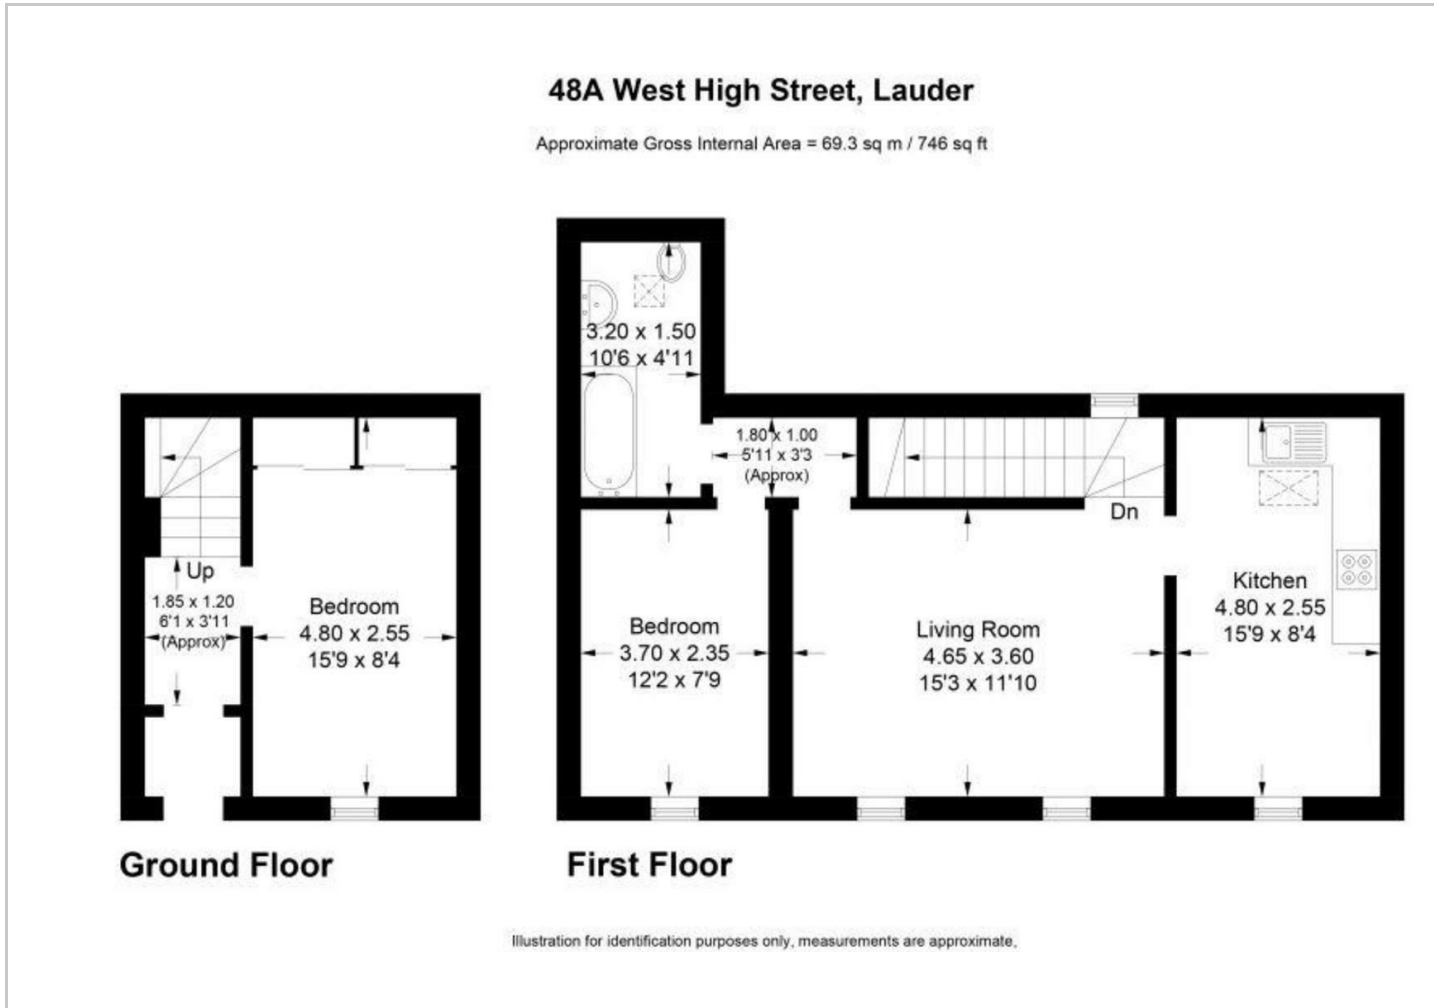 48A West High Street, Lauder
Approximate Gross Internal Area = 69.3 sq m / 746 sq ft
Up
1.85 x 1.20
6'1 x 3'11
(Approx)
Bedroom
4.80 x 2.55
15'9 x 8'4
Ground Floor
3.20 x 1.50
10'6 x 4'11
1.80 x 1.00
5'11 x 3'3
(Approx)
Dn
Bedroom
3.70 x 2.35
12'2 x 7'9
Living Room
4.65 x 3.60
15'3 x 11'10
Kitchen
4.80 x 2.55
15'9 x 8'4
First Floor
Illustration for identification purposes only, measurements are approximate.